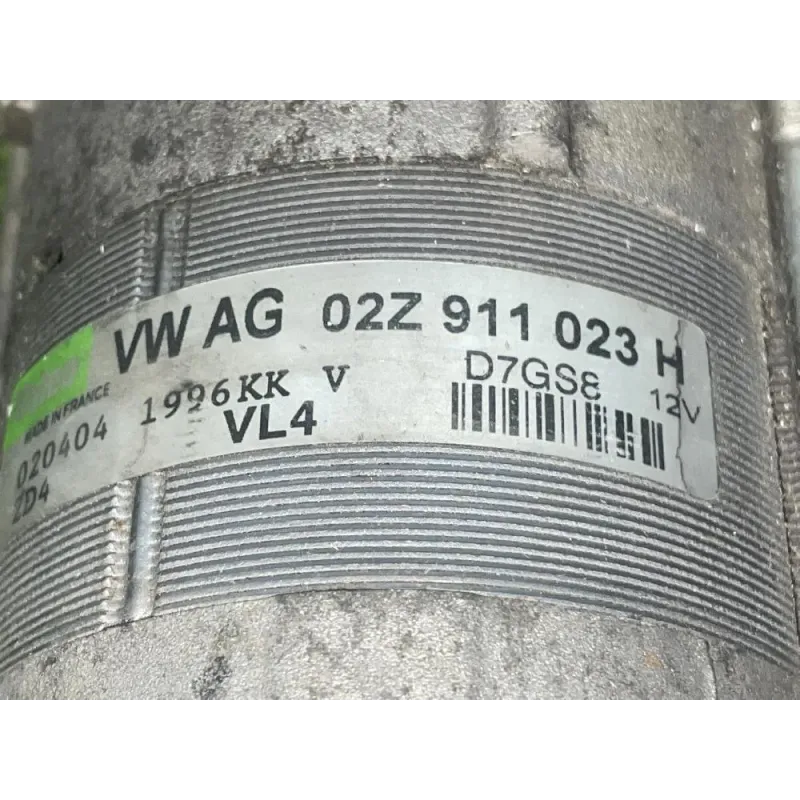 VW AG 02Z 911 023 H
MADE IN FRANCE
1996KK V
D7GS8
12V
020404
VL4
ZD4